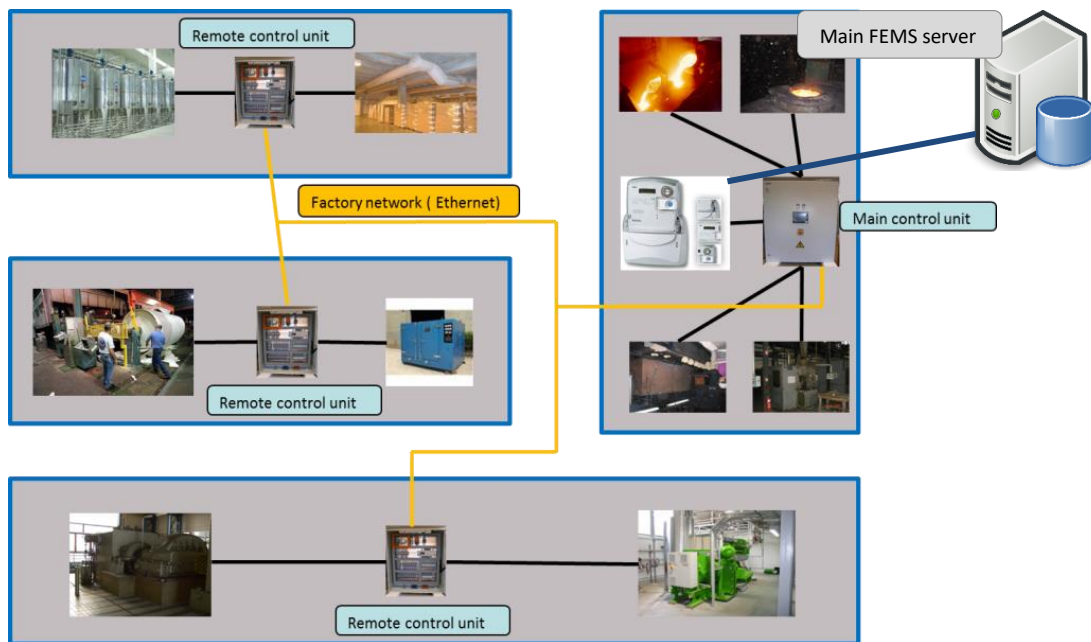 Remote control unit
Main FEMS server
Factory network ( Ethernet)
Main control unit
Remote control unit
Remote control unit